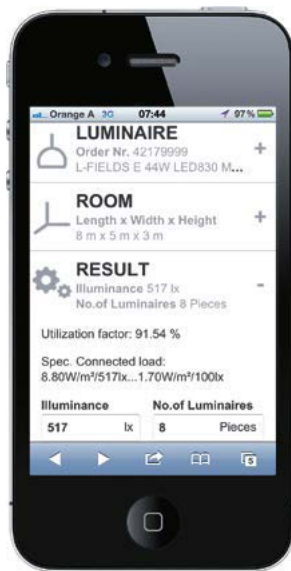 Orange A 3G 07:44 97%
LUMINAIRE
Order Nr. 42179999
L-FIELDS E 44W LED830 M...
+
ROOM
Length x Width x Height
8 m x 5 m x 3 m
+
RESULT
Illuminance 517 lx
No.of Luminaires 8 Pieces
-
Utilization factor: 91.54 %
Spec. Connected load:
8.80W/m²/517lx...1.70W/m²/100lx
Illuminance No.of Luminaires
517 lx 8 Pieces
5